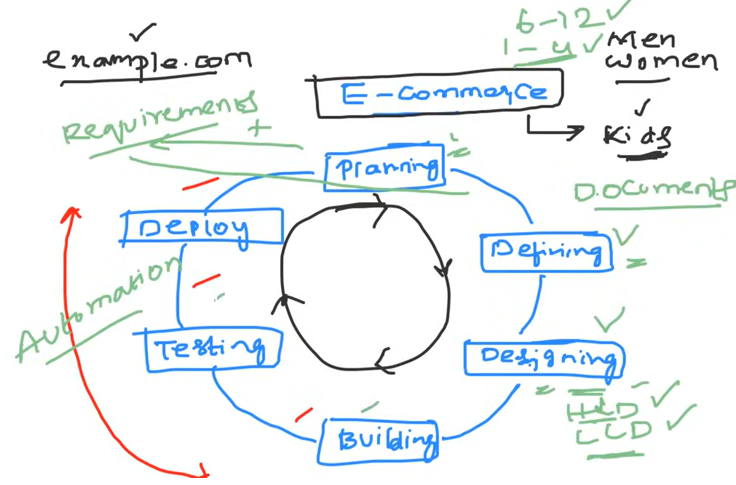 6-12
1-4
Men
women
example.com
E-commerce
Kids
Requirements
+
Planning
Documents
Deploy
Defining
Automation
Testing
Designing
HLD
LLD
Building